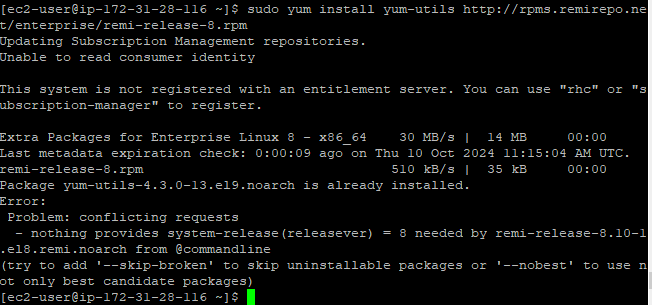 [ec2-user@ip-172-31-28-116 ~]$ sudo yum install yum-utils http://rpms.remirepo.ne
t/enterprise/remi-release-8.rpm
Updating Subscription Management repositories.
Unable to read consumer identity

This system is not registered with an entitlement server. You can use "rhc" or "s
ubscription-manager" to register.

Extra Packages for Enterprise Linux 8 - x86_64    30 MB/s |  14 MB     00:00
Last metadata expiration check: 0:00:09 ago on Thu 10 Oct 2024 11:15:04 AM UTC.
remi-release-8.rpm                               510 kB/s |  35 kB     00:00
Package yum-utils-4.3.0-13.el9.noarch is already installed.
Error:
 Problem: conflicting requests
  - nothing provides system-release(releasever) = 8 needed by remi-release-8.10-1
.el8.remi.noarch from @commandline
(try to add '--skip-broken' to skip uninstallable packages or '--nobest' to use n
ot only best candidate packages)
[ec2-user@ip-172-31-28-116 ~]$